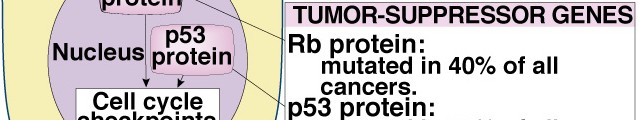 protein
Nucleus
p53
protein
Cell cycle
checkpoints
TUMOR-SUPPRESSOR GENES
Rb protein:
mutated in 40% of all
cancers.
p53 protein: